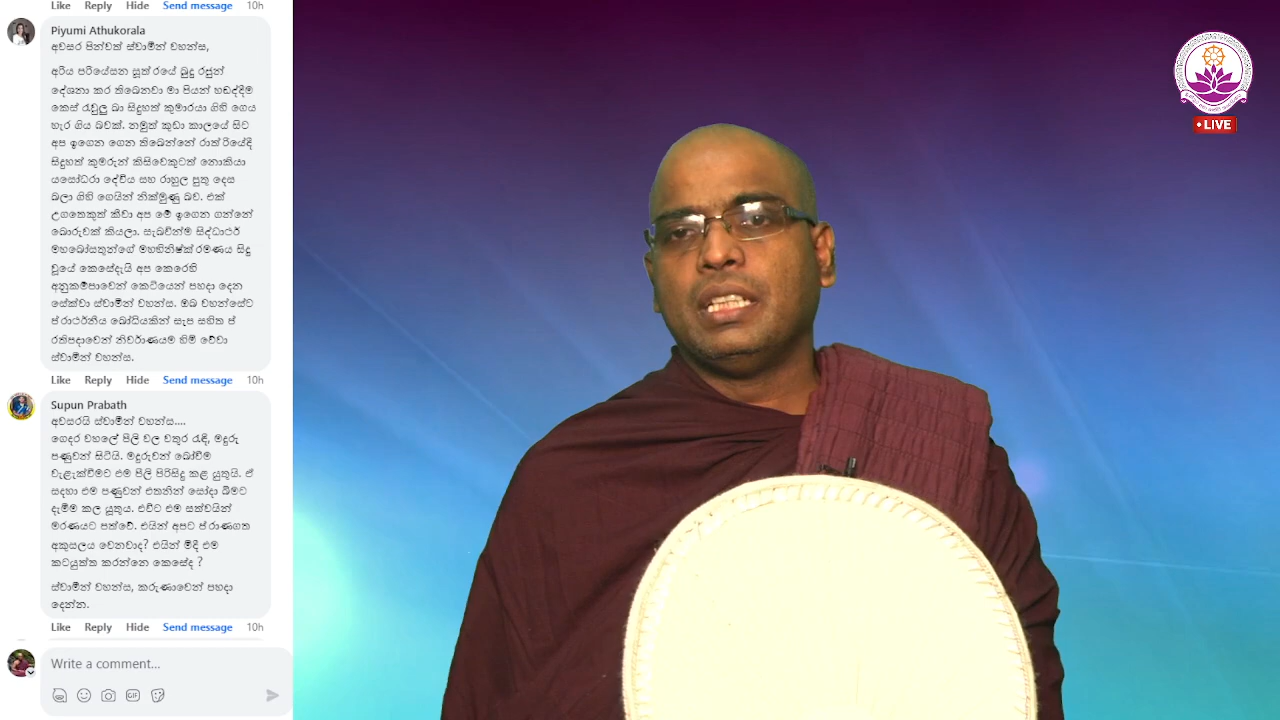 Like Reply Hide Send message 10h
Piyumi Athukorala
අවසර පින්වත් ස්වාමීන් වහන්ස,
අරිය පරියේසන සූත් රයේ බුදු රජුන්
දේශනා කර තිබෙනවා මා පියන් හඬද්දිම
කෙස් රැවුලු බා සිදුහත් කුමාරයා ගිහි ගෙය
හැර ගිය බවක්. නමුත් කුඩා කාලයේ සිට
අප ඉගෙන ගෙන තිබෙන්නේ රාත් රියේදි
සිදුහත් කුමරුන් කිසිවෙකුටත් නොකියා
යසෝධරා දේවිය සහ රාහුල පුතු දෙස
බලා ගිහි ගෙයින් නික්මුණු බව. එක්
උගතෙකුත් කිවා අප මේ ඉගෙන ගන්නේ
බොරුවක් කියලා. සැබවින්ම සිද්ධාර්ථ
මහබෝසතුන්ගේ මහභිනිෂ්ක් රමණය සිදු
වූයේ කෙසේදැයි අප කෙරෙහි
අනුකම්පාවෙන් කෙටියෙන් පහදා දෙන
සේක්වා ස්වාමීන් වහන්ස. ඔබ වහන්සේට
ප් රාර්ථනීය බෝධියකින් සැප සහිත ප්
රතිපදාවෙන් නිර්වාණයම හිමි වේවා
ස්වාමීන් වහන්ස.
Like Reply Hide Send message 10h
Supun Prabath
අවසරයි ස්වාමීන් වහන්ස....
ගෙදර වහලේ පිලි වල වතුර රැඳී, මදුරු
පණුවන් සිටියි. මදුරුවන් බෝවීම
වැළැක්වීමට එම පීලි පිරිසිදු කළ යුතුයි. ඒ
සදහා එම පණුවන් එතනින් සෝදා බිමට
දැමීම කල යුතුය. එවිට එම සත්වයින්
මරණයට පත්වේ. එයින් අපට ප් රාණගත
අකුසලය වෙනවාද? එයින් මිදී එම
කටයුත්ත කරන්නෙ කෙසේද ?
ස්වාමීන් වහන්ස, කරුණාවෙන් පහදා
දෙන්න.
Like Reply Hide Send message 10h
Write a comment...
GIF
LIVE